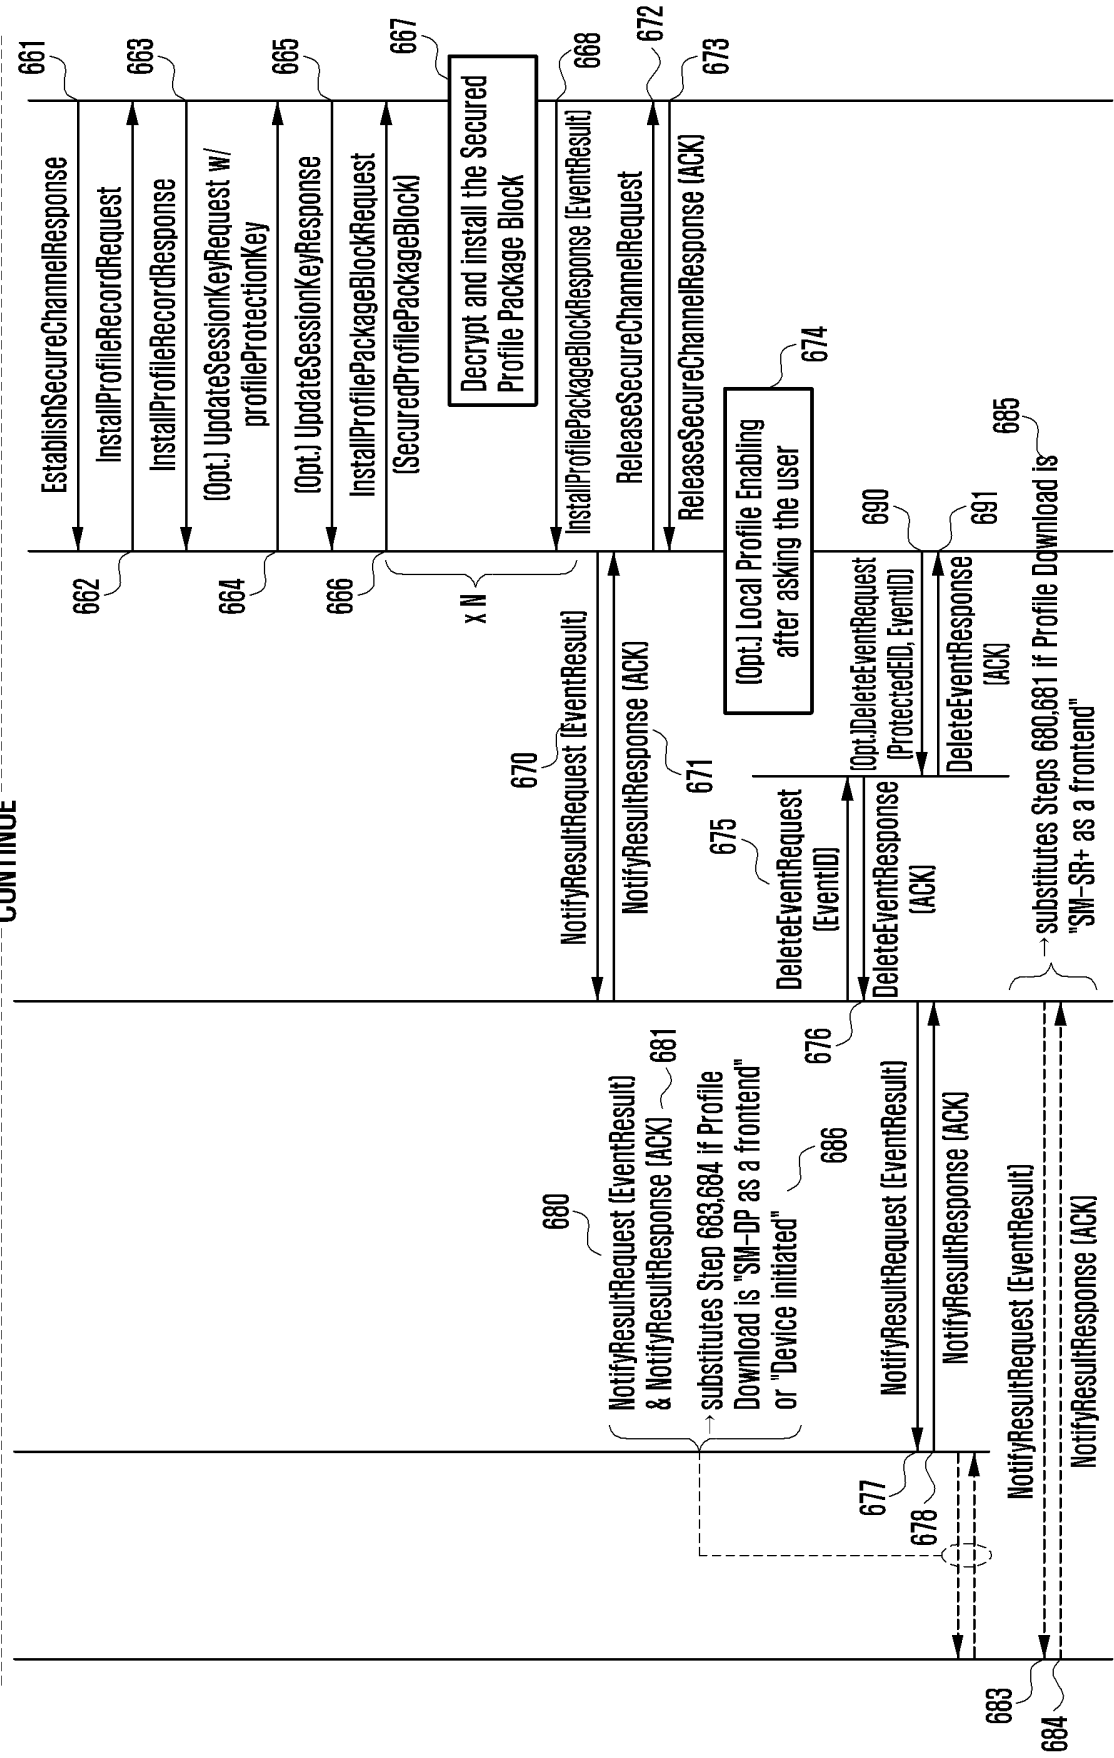 CONTINUE
661
EstablishSecureChannelResponse
662
InstallProfileRecordRequest
663
InstallProfileRecordResponse
(Opt.) UpdateSessionKeyRequest w/
profileProtectionKey
664
665
(Opt.) UpdateSessionKeyResponse
InstallProfilePackageBlockRequest
(SecuredProfilePackageBlock)
666
x N
667
Decrypt and install the Secured
Profile Package Block
668
InstallProfilePackageBlockResponse (EventResult)
670
NotifyResultRequest (EventResult)
NotifyResultResponse (ACK)
671
ReleaseSecureChannelRequest
672
673
ReleaseSecureChannelResponse (ACK)
674
(Opt.) Local Profile Enabling
after asking the user
675
DeleteEventRequest
(EventID)
DeleteEventResponse
(ACK)
676
(Opt.)DeleteEventRequest
(ProtectedEID, EventID)
690
DeleteEventResponse
(ACK)
691
680
NotifyResultRequest (EventResult)
& NotifyResultResponse (ACK)
681
→substitutes Step 683,684 if Profile
Download is "SM-DP as a frontend"
or "Device initiated"
686
NotifyResultRequest (EventResult)
677
678
NotifyResultResponse (ACK)
685
→substitutes Steps 680,681 if Profile Download is
"SM-SR+ as a frontend"
NotifyResultRequest (EventResult)
683
684
NotifyResultResponse (ACK)